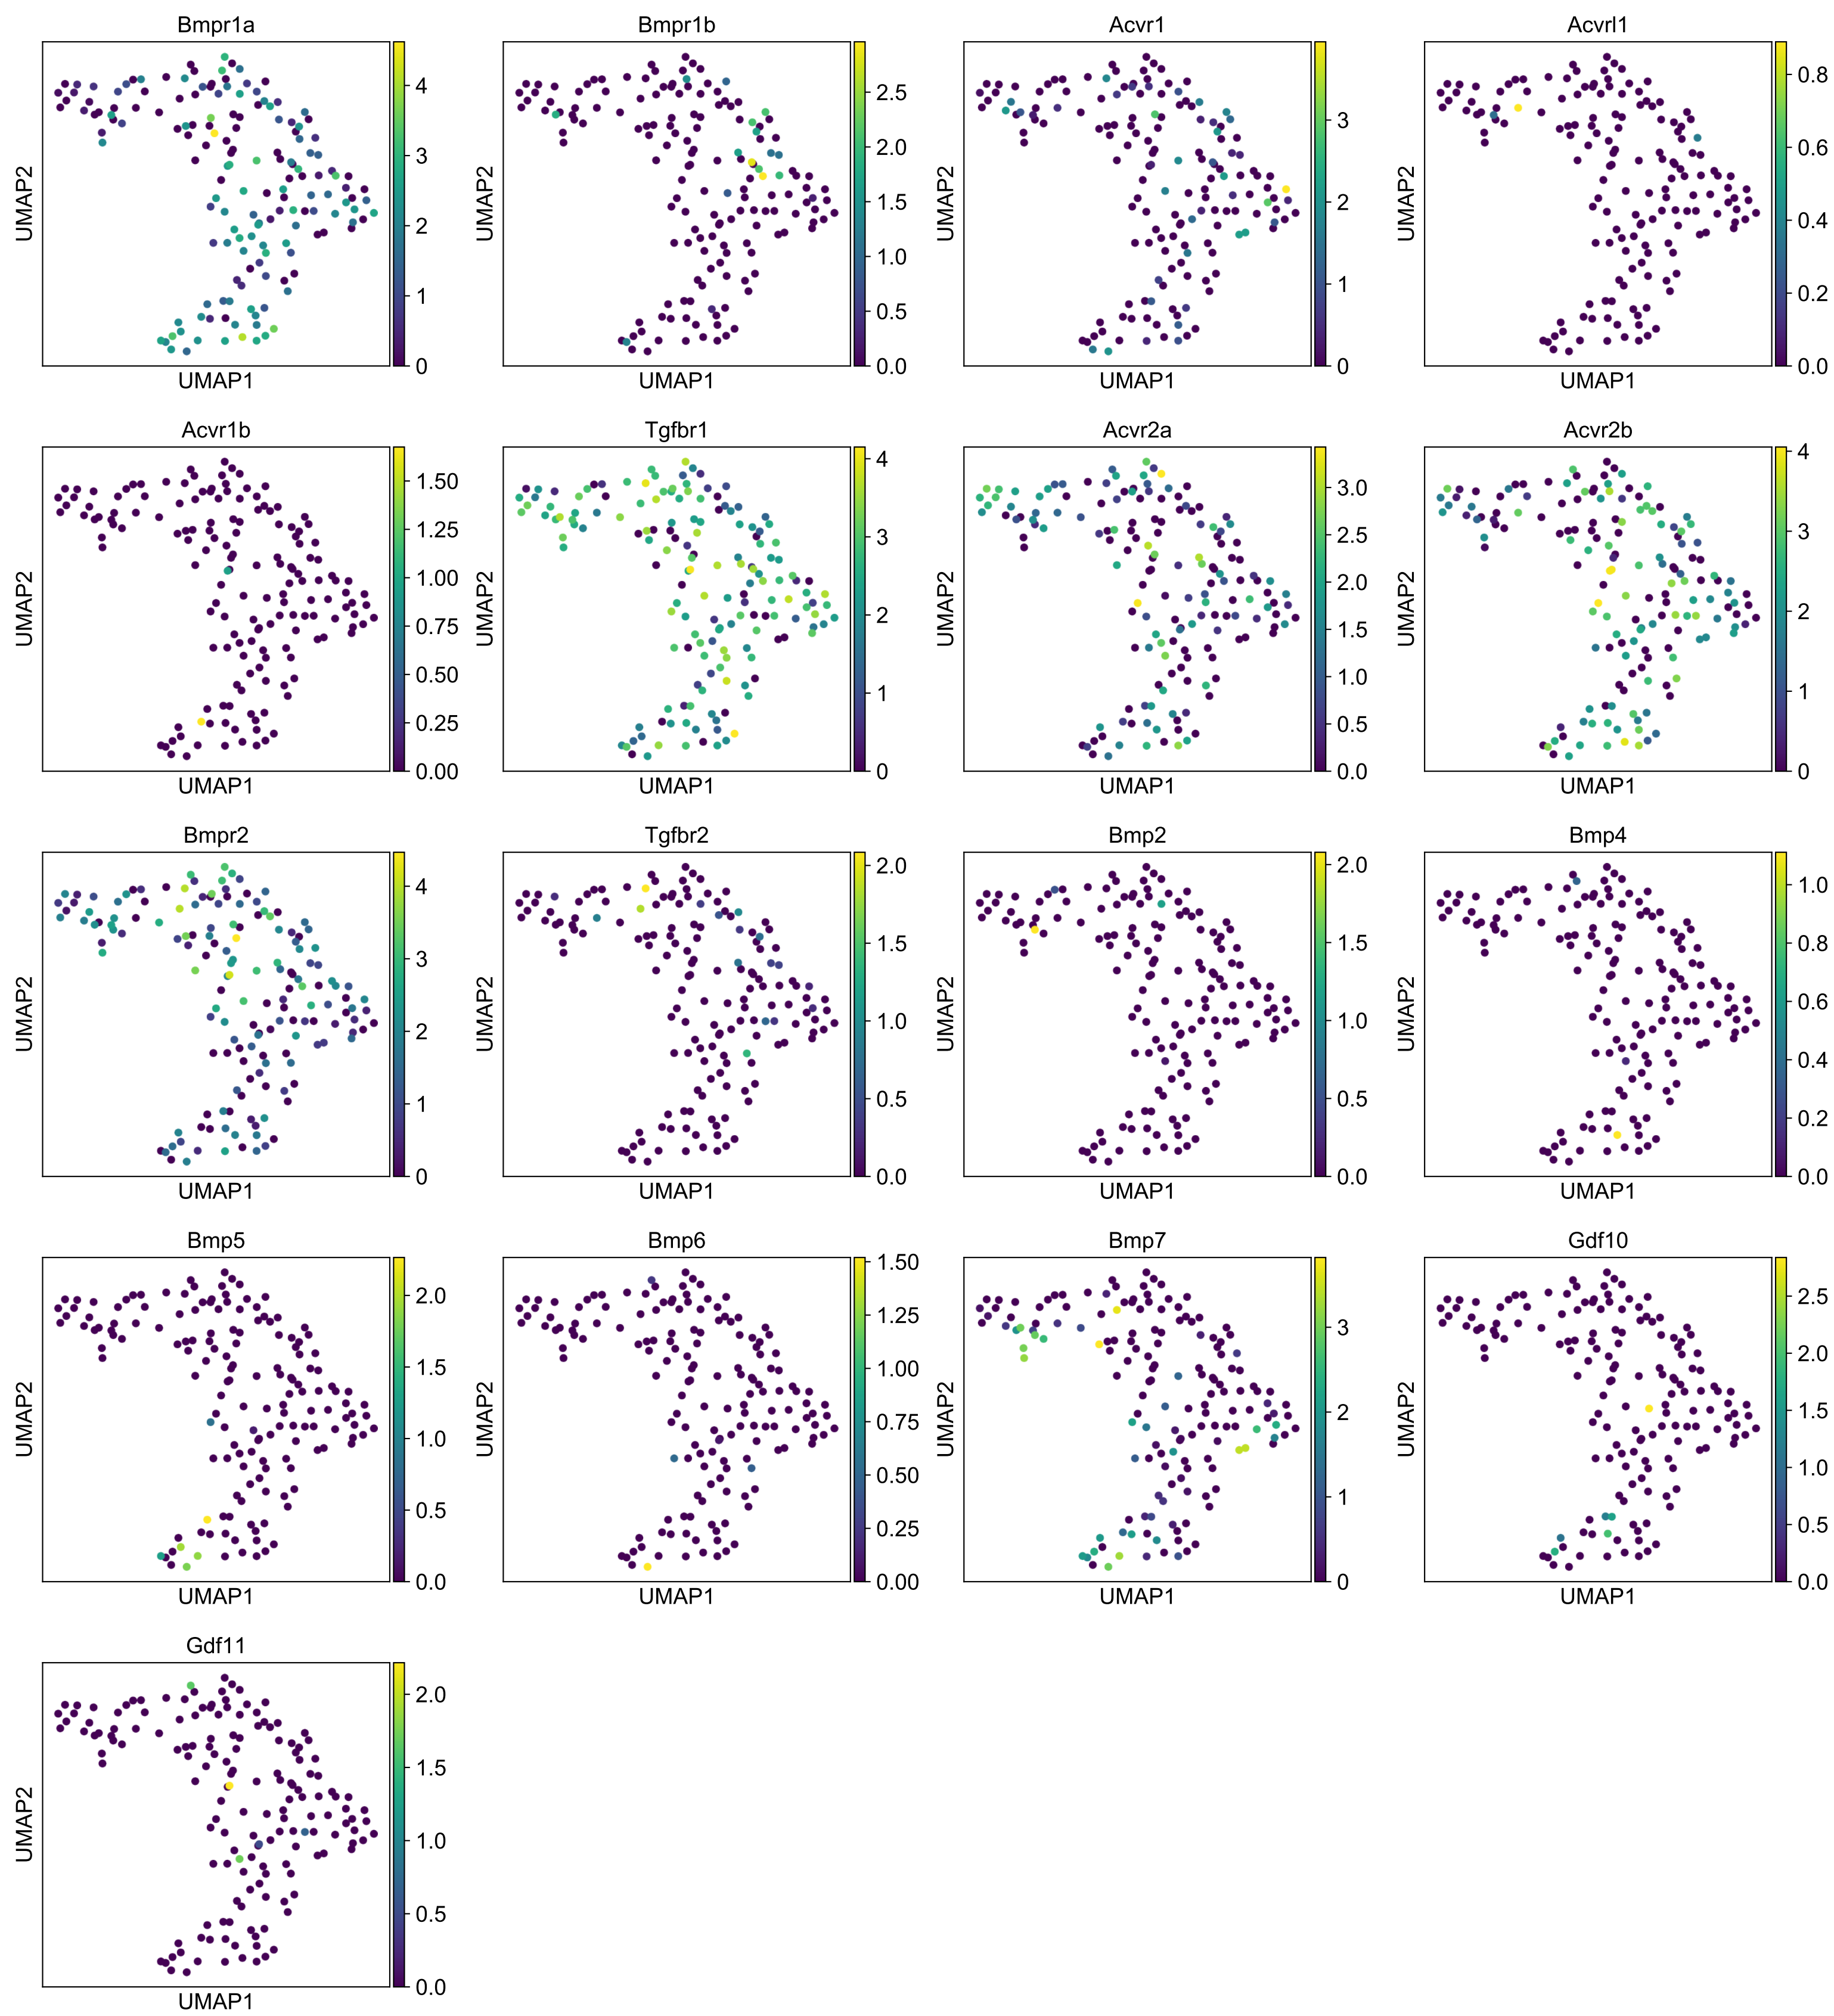 Bmpr1a
UMAP2
UMAP1
4
3
2
1
0
Bmpr1b
UMAP2
UMAP1
2.5
2.0
1.5
1.0
0.5
0.0
Acvr1
UMAP2
UMAP1
3
2
1
0
Acvrl1
UMAP2
UMAP1
0.8
0.6
0.4
0.2
0.0
Acvr1b
UMAP2
UMAP1
1.50
1.25
1.00
0.75
0.50
0.25
0.00
Tgfbr1
UMAP2
UMAP1
4
3
2
1
0
Acvr2a
UMAP2
UMAP1
3.0
2.5
2.0
1.5
1.0
0.5
0.0
Acvr2b
UMAP2
UMAP1
4
3
2
1
0
Bmpr2
UMAP2
UMAP1
4
3
2
1
0
Tgfbr2
UMAP2
UMAP1
2.0
1.5
1.0
0.5
0.0
Bmp2
UMAP2
UMAP1
2.0
1.5
1.0
0.5
0.0
Bmp4
UMAP2
UMAP1
1.0
0.8
0.6
0.4
0.2
0.0
Bmp5
UMAP2
UMAP1
2.0
1.5
1.0
0.5
0.0
Bmp6
UMAP2
UMAP1
1.50
1.25
1.00
0.75
0.50
0.25
0.00
Bmp7
UMAP2
UMAP1
3
2
1
0
Gdf10
UMAP2
UMAP1
2.5
2.0
1.5
1.0
0.5
0.0
Gdf11
UMAP2
UMAP1
2.0
1.5
1.0
0.5
0.0